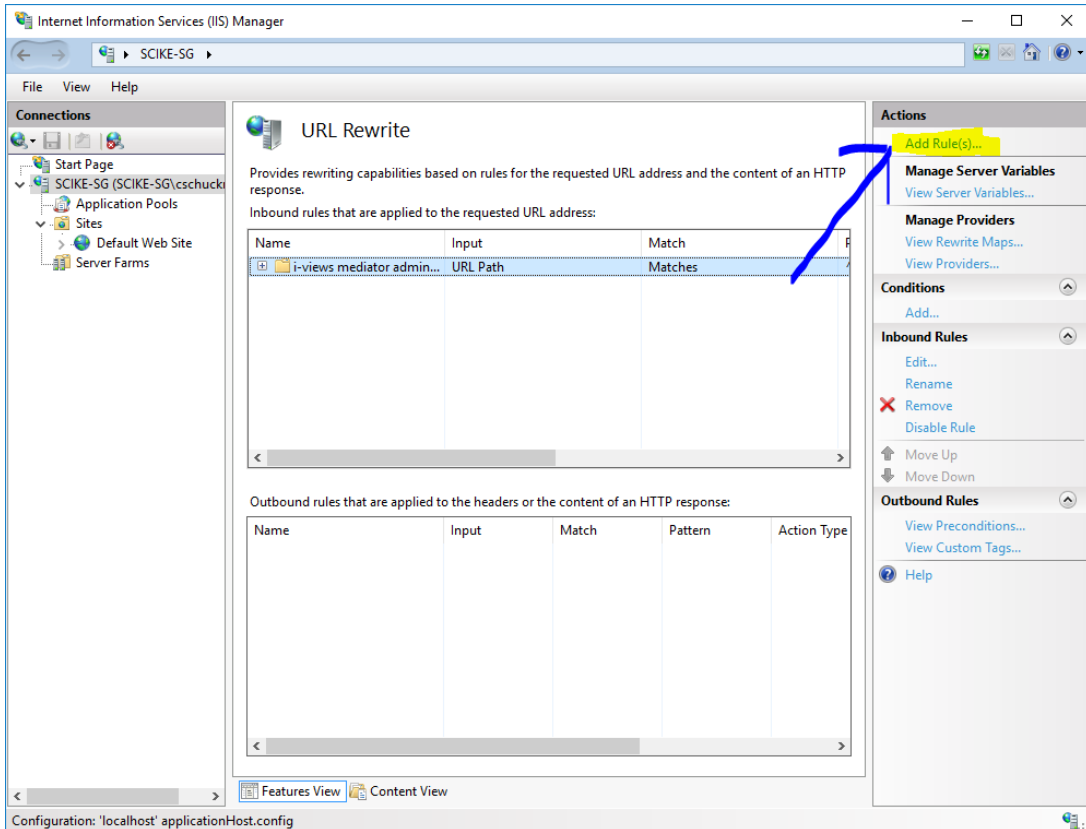 Internet Information Services (IIS) Manager
SCIKE-SG
File View Help
Connections
Start Page
SCIKE-SG (SCIKE-SG\cschuck
Application Pools
Sites
Default Web Site
Server Farms
URL Rewrite
Provides rewriting capabilities based on rules for the requested URL address and the content of an HTTP
response.
Inbound rules that are applied to the requested URL address:
Name Input Match
i-views mediator admin... URL Path Matches
Outbound rules that are applied to the headers or the content of an HTTP response:
Name Input Match Pattern Action Type
Features View Content View
Actions
Add Rule(s)...
Manage Server Variables
View Server Variables...
Manage Providers
View Rewrite Maps...
View Providers...
Conditions
Add...
Inbound Rules
Edit...
Rename
Remove
Disable Rule
Move Up
Move Down
Outbound Rules
View Preconditions...
View Custom Tags...
Help
Configuration: 'localhost' applicationHost.config